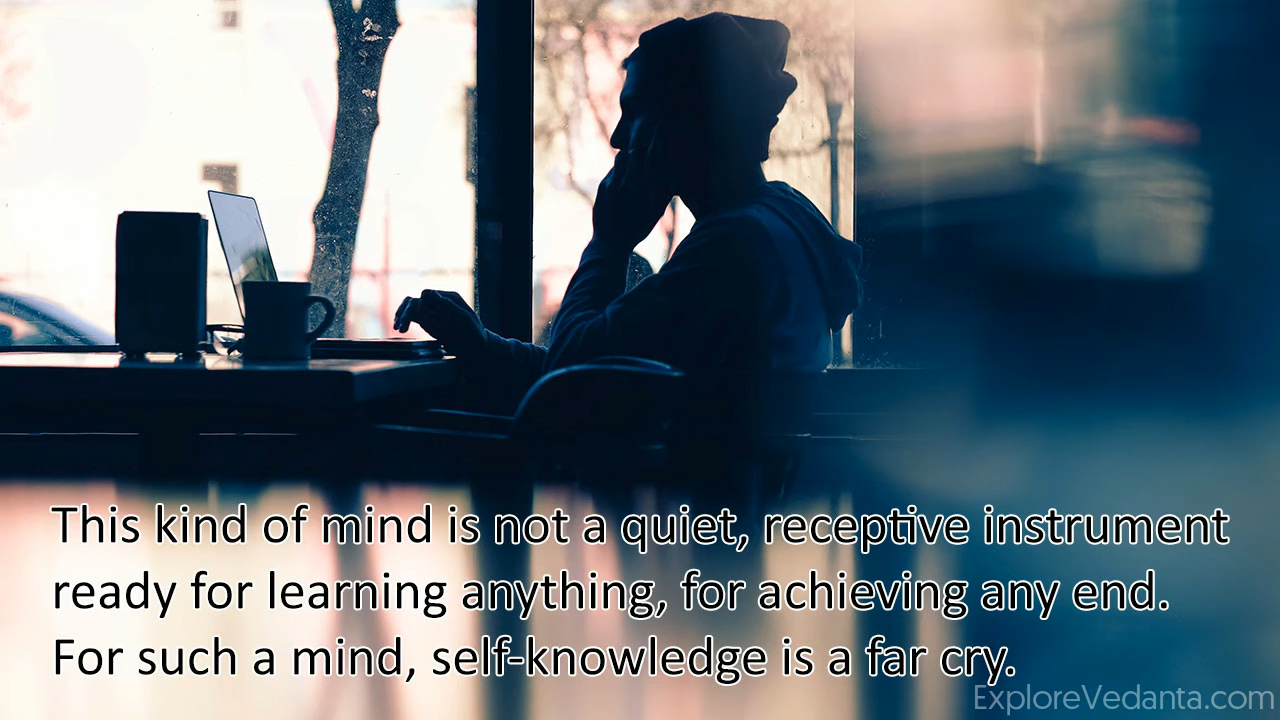 This kind of mind is not a quiet, receptive instrument
ready for learning anything, for achieving any end.
For such a mind, self-knowledge is a far cry.
ExploreVedanta.com